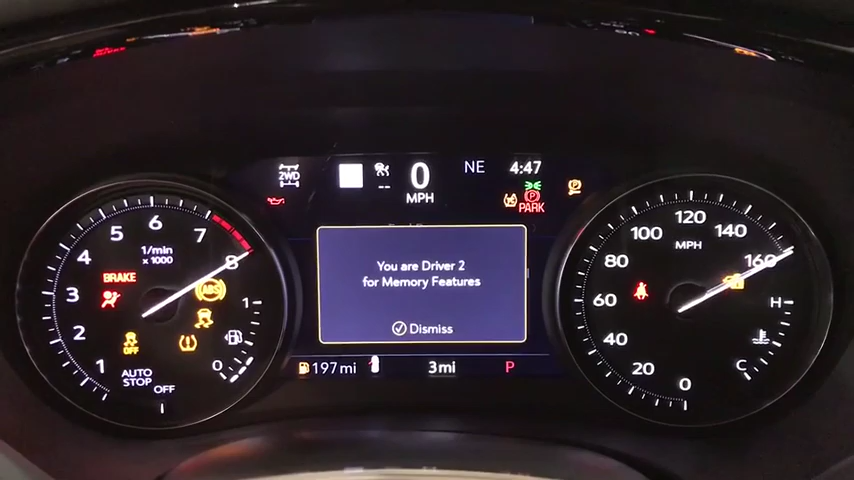 2WD
--
0
MPH
NE
4:47
PARK
You are Driver 2
for Memory Features
Dismiss
197 mi
3mi
P
1/min
x 1000
1
2
3
4
5
6
7
8
BRAKE
ABS
OFF
AUTO
STOP
OFF
1
0
MPH
0
20
40
60
80
100
120
140
160
H
C